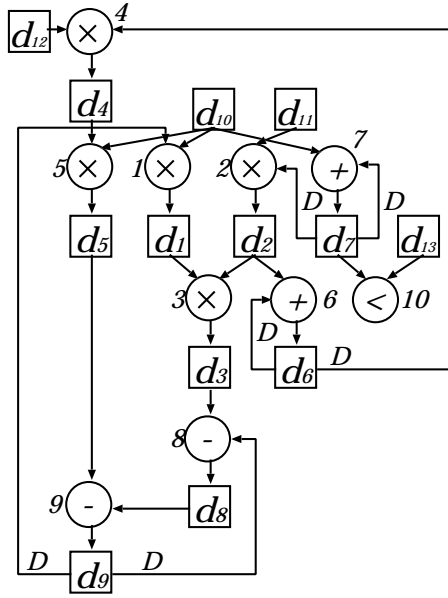 4
d12 ×
d4
d10 d11
7
5 × 1 × 2 × +
D D
d5 d1 d2 d7 d13
3 × + 6 < 10
D D
d3 d6
8 -
9 - d8
D D
d9